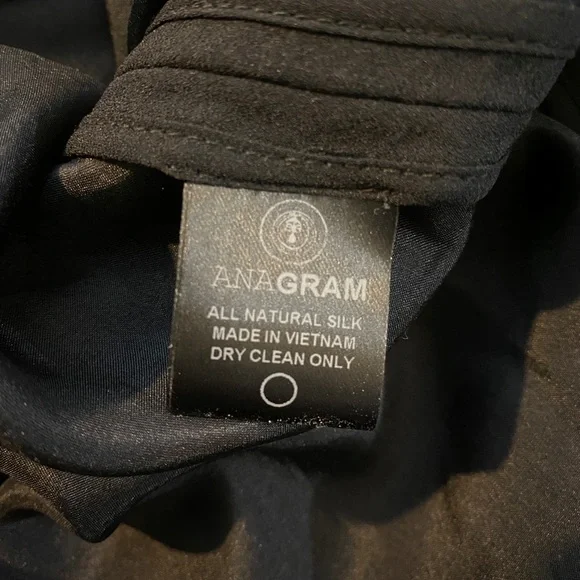 ANAGRAM
ALL NATURAL SILK
MADE IN VIETNAM
DRY CLEAN ONLY